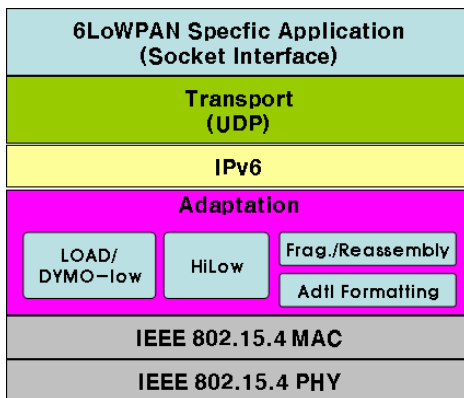 6LoWPAN Specfic Application
(Socket Interface)
Transport
(UDP)
IPv6
Adaptation
LOAD/
DYMO-low
HiLow
Frag./Reassembly
Adtl Formatting
IEEE 802.15.4 MAC
IEEE 802.15.4 PHY